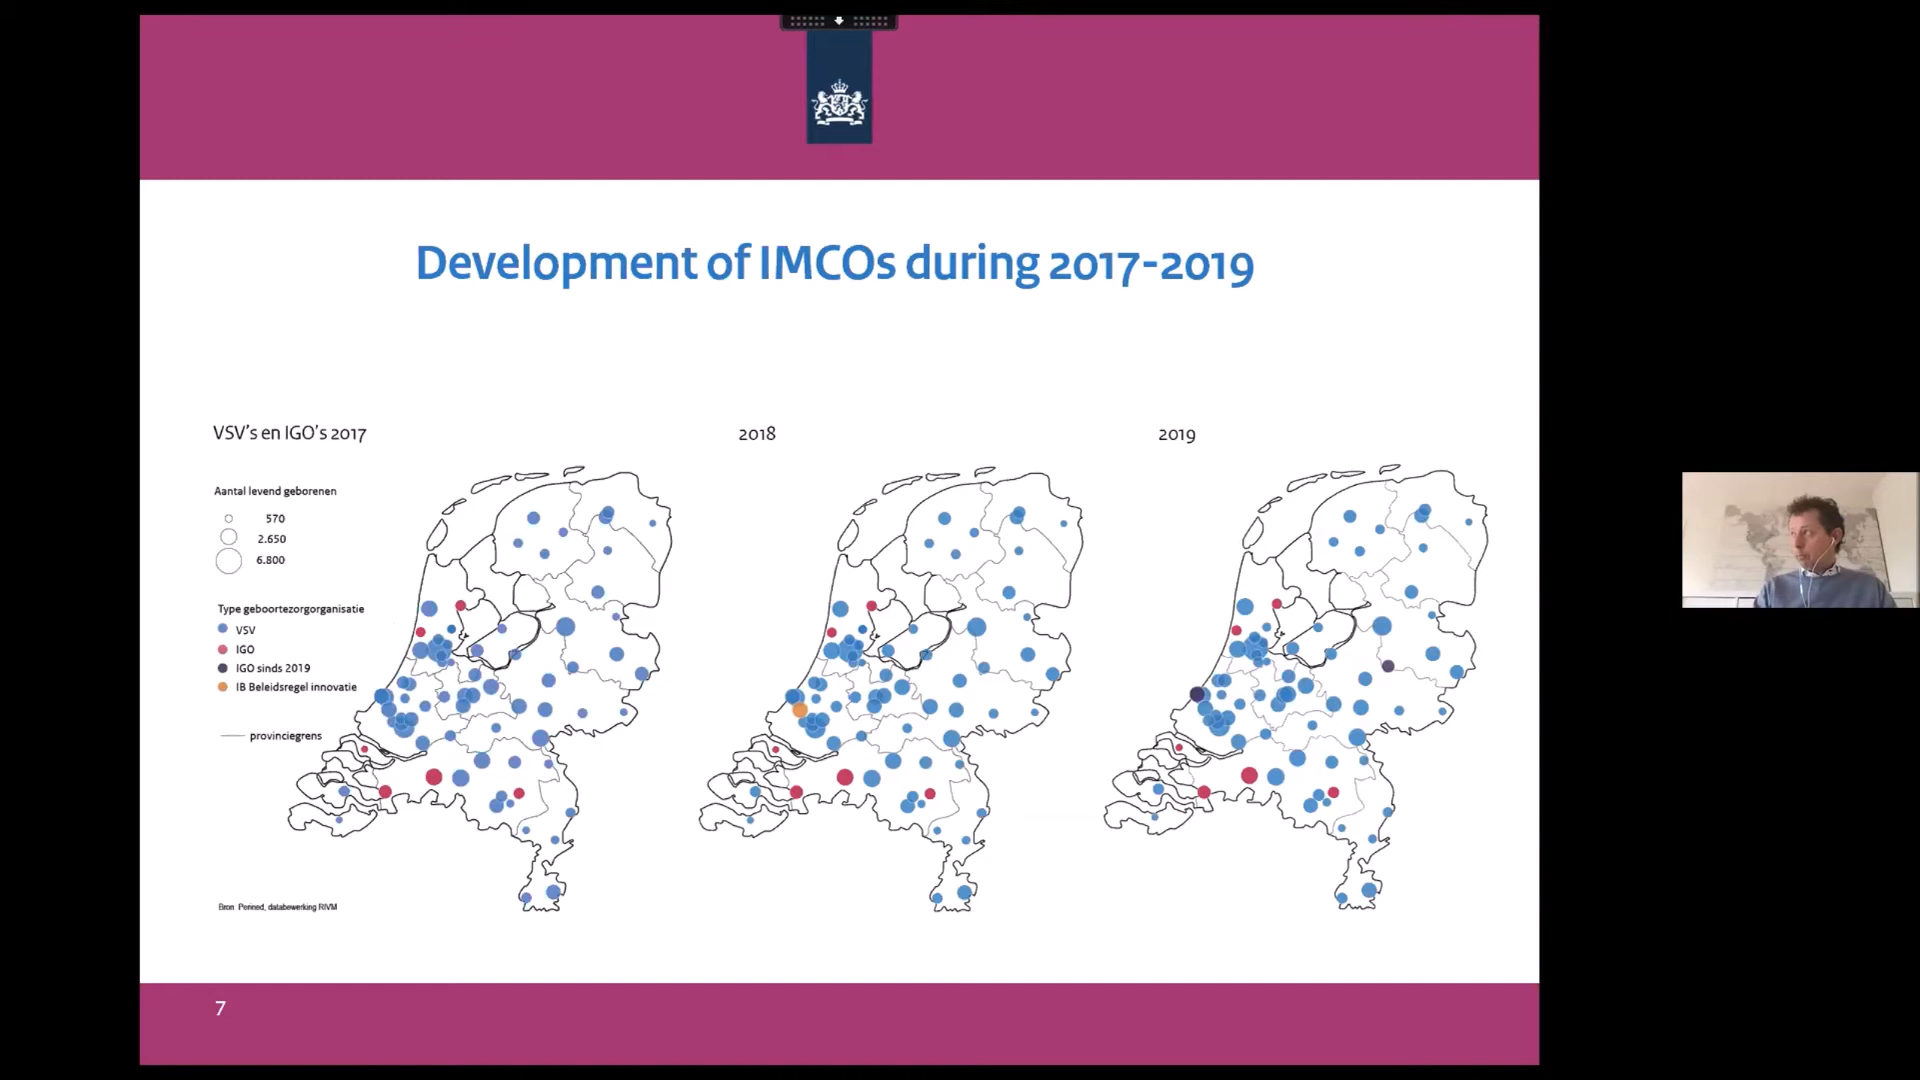 Development of IMCOs during 2017-2019
VSV's en IGO's 2017
2018
2019
Aantal levend geborenen
570
2.650
6.800
Type geboortezorgorganisatie
VSV
IGO
IGO sinds 2019
IB Beleidsregel innovatie
provinciegrens
Bron: Perined, databewerking RIVM
7